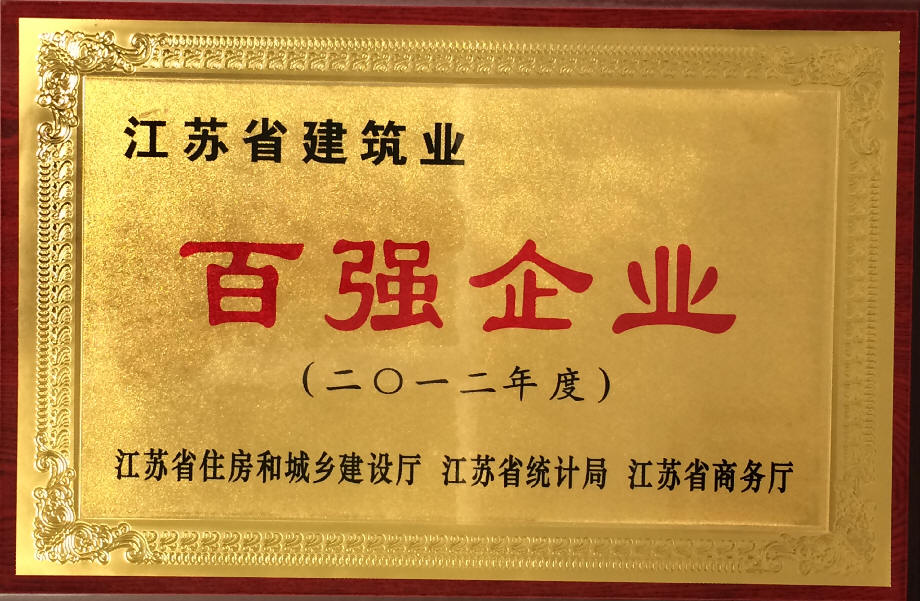 江苏省建筑业
百强企业
(二〇一二年度)
江苏省住房和城乡建设厅 江苏省统计局 江苏省商务厅